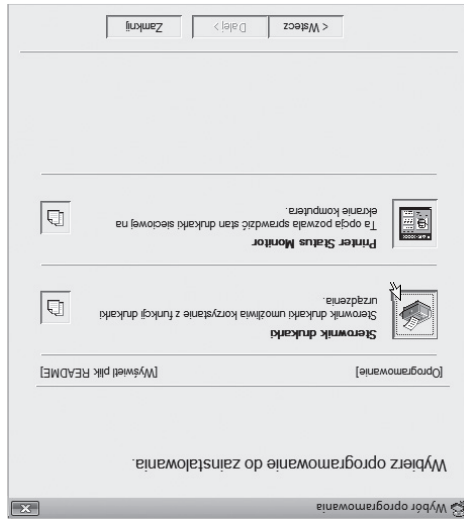 Wybór oprogramowania
Wybierz oprogramowanie do zainstalowania.
[Oprogramowanie] [Wyświetl plik README]
Sterownik drukarki
Sterownik drukarki umożliwia korzystanie z funkcji drukarki
urządzenia.
Printer Status Monitor
Ta opcja pozwala sprawdzić stan drukarki sieciowej na
ekranie komputera.
< Wstecz Dalej > Zamknij